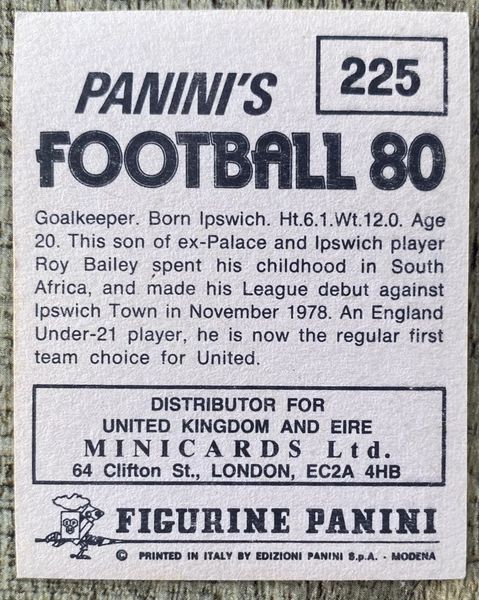 PANINI'S
225
FOOTBALL 80
Goalkeeper. Born Ipswich. Ht.6.1.Wt.12.0. Age
20. This son of ex-Palace and Ipswich player
Roy Bailey spent his childhood in South
Africa, and made his League debut against
Ipswich Town in November 1978. An England
Under-21 player, he is now the regular first
team choice for United.
DISTRIBUTOR FOR
UNITED KINGDOM AND EIRE
MINICARDS Ltd.
64 Clifton St., LONDON, EC2A 4HB
FIGURINE PANINI
© PRINTED IN ITALY BY EDIZIONI PANINI S.p.A. - MODENA